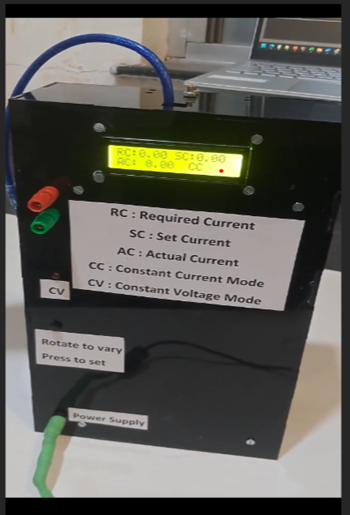 RC:0.00 SC:0.00
AC: 0.00 CC
RC : Required Current
SC : Set Current
AC : Actual Current
CC : Constant Current Mode
CV : Constant Voltage Mode
CV
Rotate to vary
Press to set
Power Supply